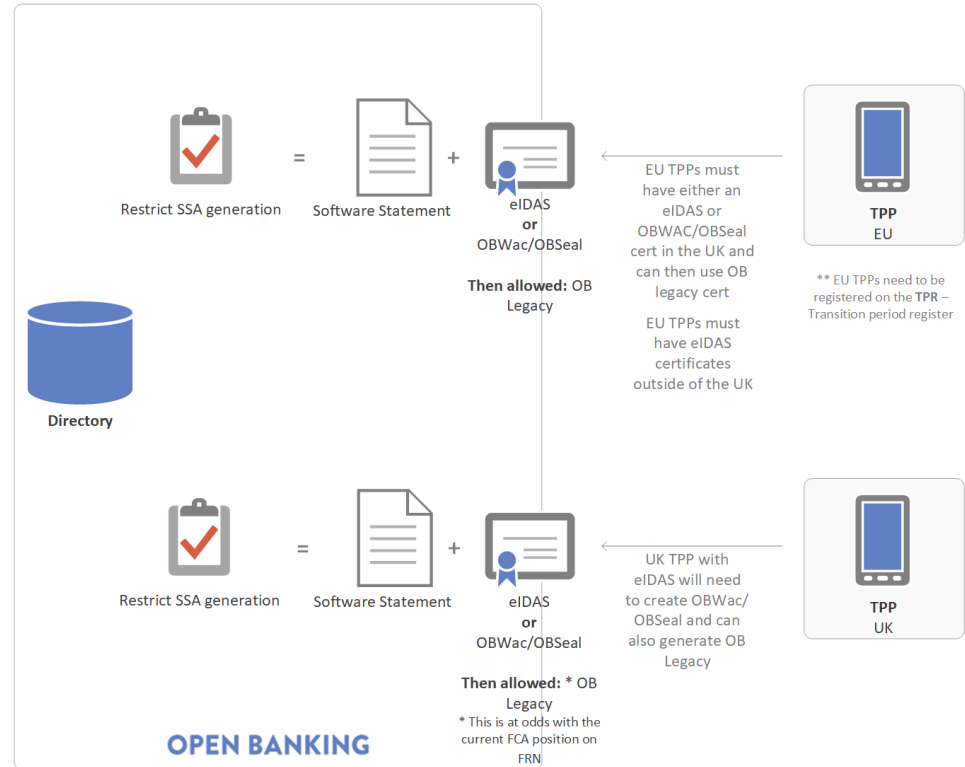 Restrict SSA generation
=
Software Statement
+
eIDAS
or
OBWac/OBSeal
Then allowed: OB
Legacy
EU TPPs must
have either an
eIDAS or
OBWAC/OBSeal
cert in the UK and
can then use OB
legacy cert
EU TPPs must
have eIDAS
certificates
outside of the UK
TPP
EU
** EU TPPs need to be
registered on the TPR –
Transition period register
Directory
Restrict SSA generation
=
Software Statement
+
eIDAS
or
OBWac/OBSeal
Then allowed: * OB
Legacy
* This is at odds with the
current FCA position on
FRN
UK TPP with
eIDAS will need
to create OBWac/
OBSeal and can
also generate OB
Legacy
TPP
UK
OPEN BANKING